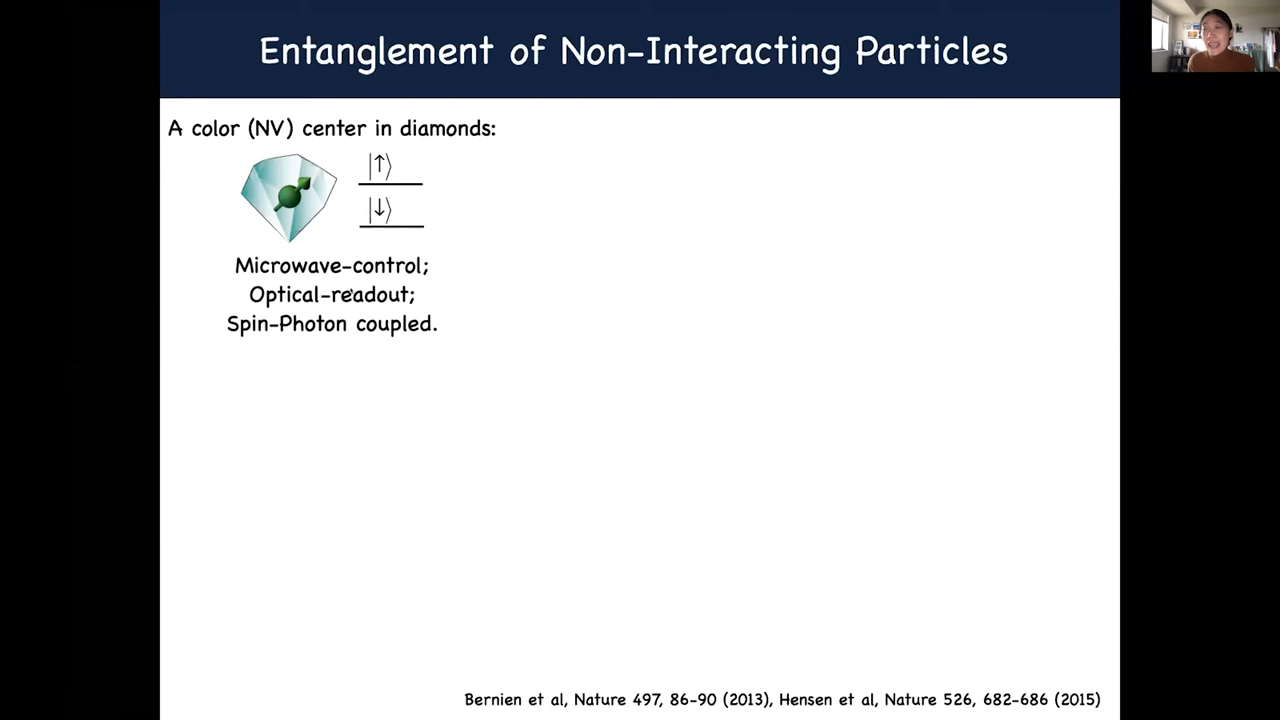 Entanglement of Non-Interacting Particles
A color (NV) center in diamonds:
|↑⟩
|↓⟩
Microwave-control;
Optical-readout;
Spin-Photon coupled.
Bernien et al, Nature 497, 86-90 (2013), Hensen et al, Nature 526, 682-686 (2015)